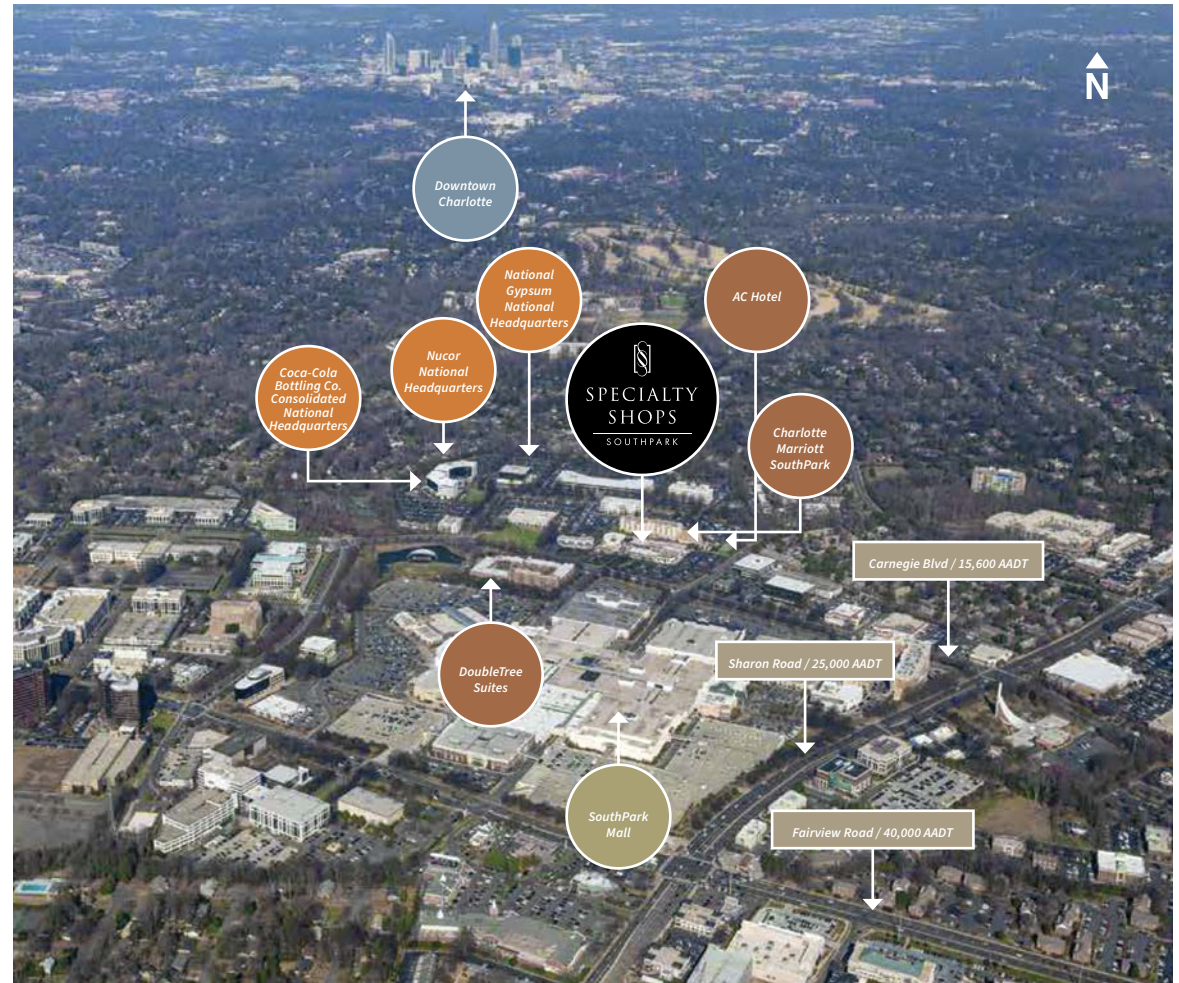 N
Downtown
Charlotte
National
Gypsum
National
Headquarters
AC Hotel
Nucor
National
Headquarters
Coca-Cola
Bottling Co.
Consolidated
National
Headquarters
SPECIALTY
SHOPS
SOUTHPARK
Charlotte
Marriott
SouthPark
Carnegie Blvd / 15,600 AADT
Sharon Road / 25,000 AADT
DoubleTree
Suites
SouthPark
Mall
Fairview Road / 40,000 AADT